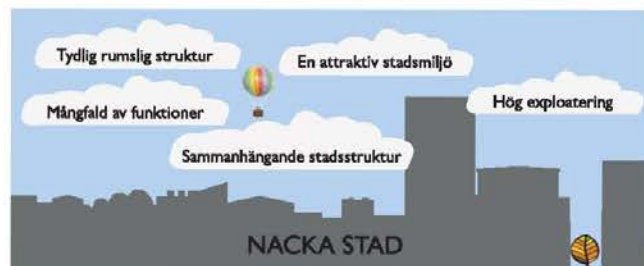 Tydlig rumslig struktur
En attraktiv stadsmiljö
Mångfald av funktioner
Hög exploatering
Sammanhängande stadsstruktur
NACKA STAD